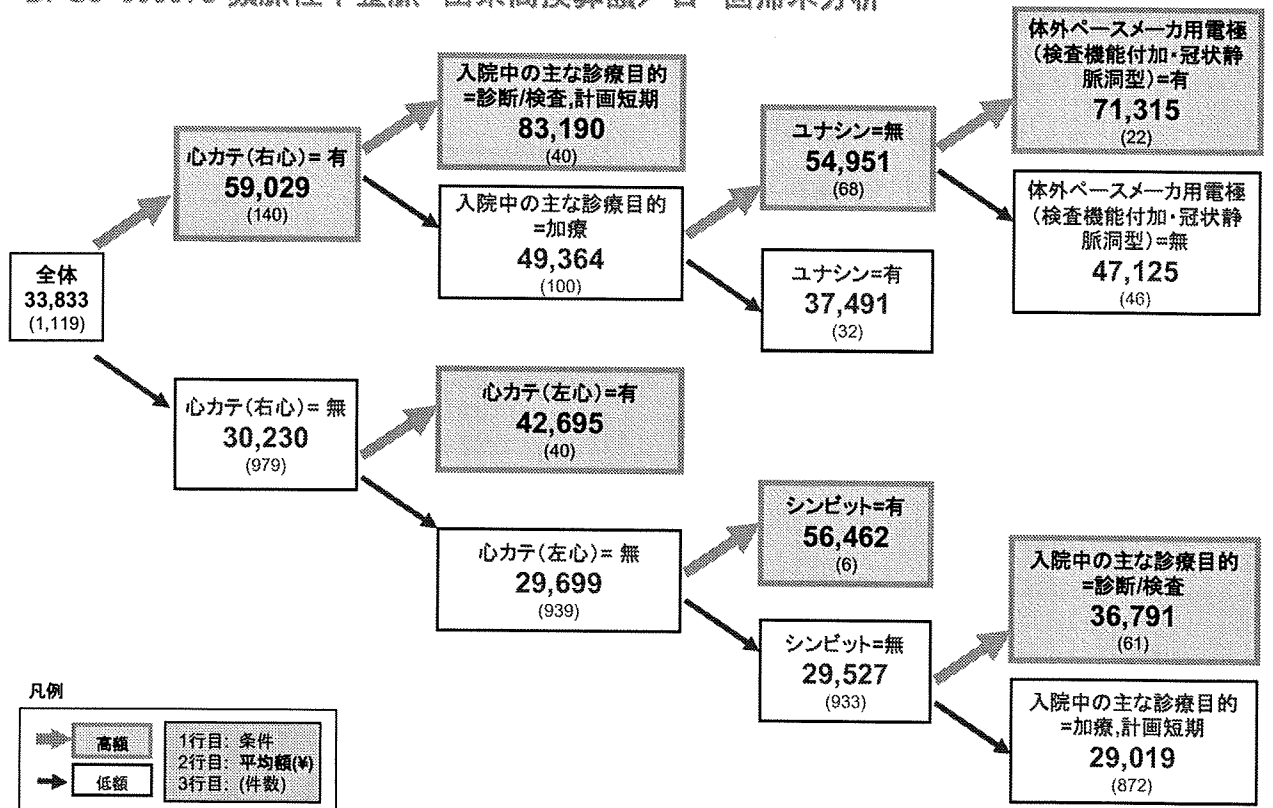 全体
33,833
(1,119)
心カテ(右心)= 有
59,029
(140)
心カテ(右心)= 無
30,230
(979)
入院中の主な診療目的
=診断/検査,計画短期
83,190
(40)
入院中の主な診療目的
=加療
49,364
(100)
心カテ(左心)=有
42,695
(40)
心カテ(左心)= 無
29,699
(939)
ユナシン=無
54,951
(68)
ユナシン=有
37,491
(32)
シンビット=有
56,462
(6)
シンビット=無
29,527
(933)
体外ペースメーカ用電極
(検査機能付加・冠状静
脈洞型)=有
71,315
(22)
体外ペースメーカ用電極
(検査機能付加・冠状静
脈洞型)=無
47,125
(46)
入院中の主な診療目的
=診断/検査
36,791
(61)
入院中の主な診療目的
=加療,計画短期
29,019
(872)
凡例
高額
低額
1行目: 条件
2行目: 平均額(¥)
3行目: (件数)